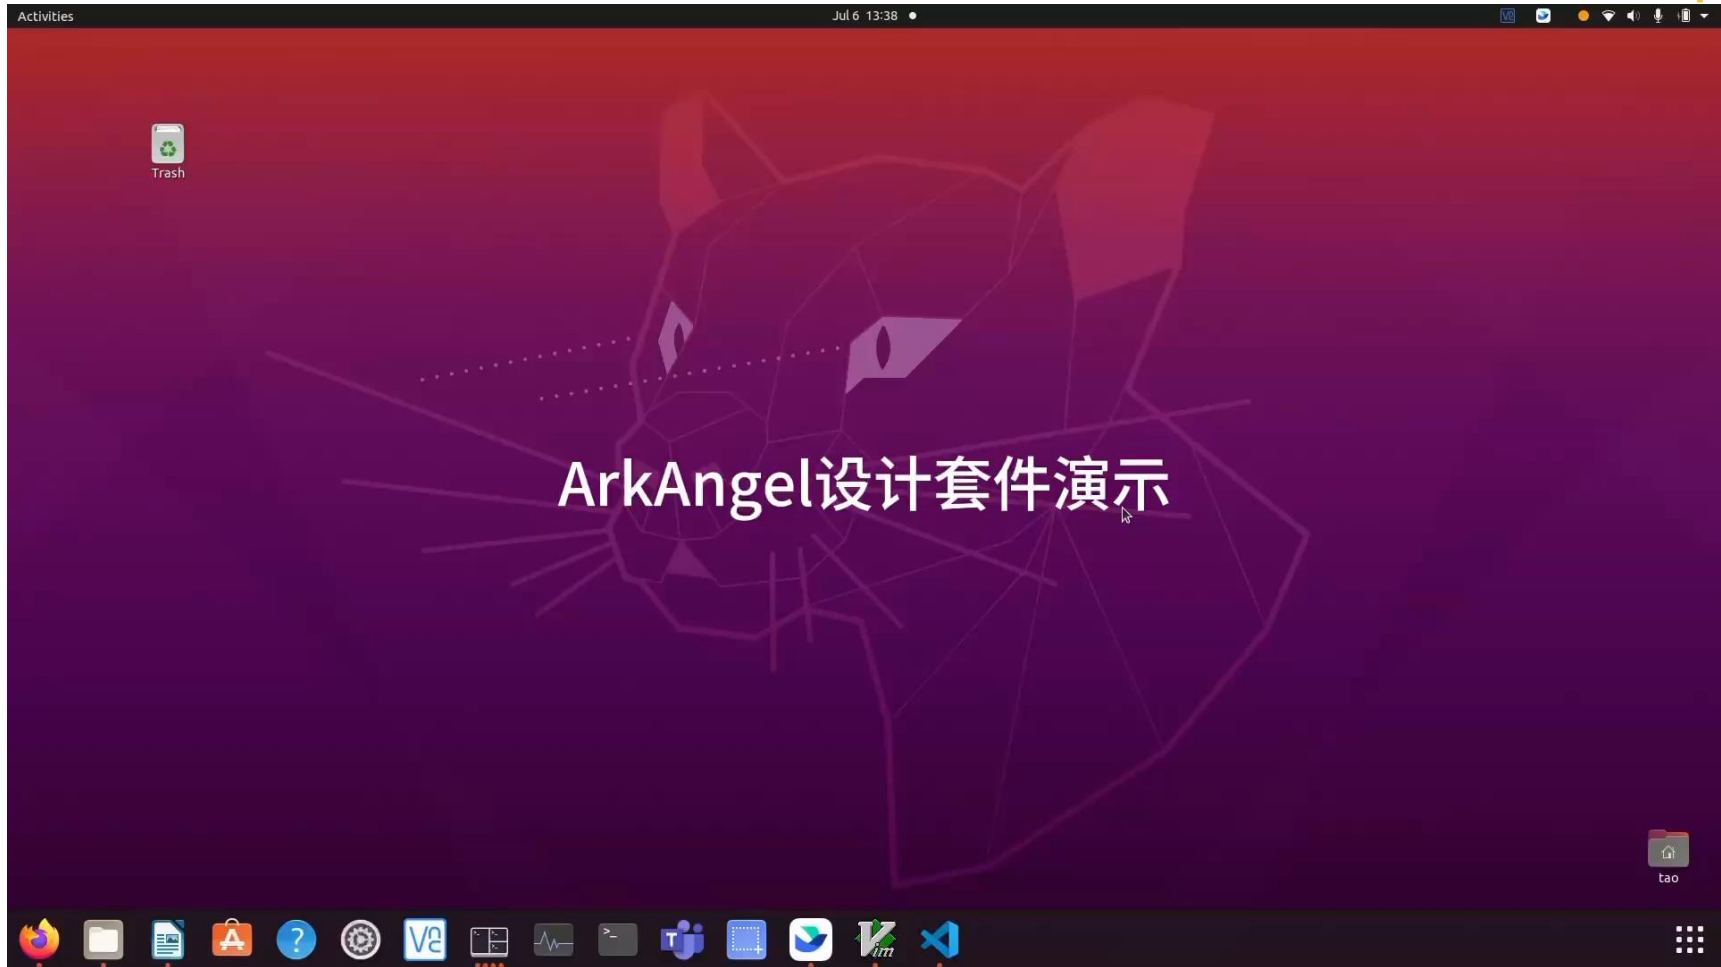 Activities
Jul 6 13:38
Trash
ArkAngel设计套件演示
tao